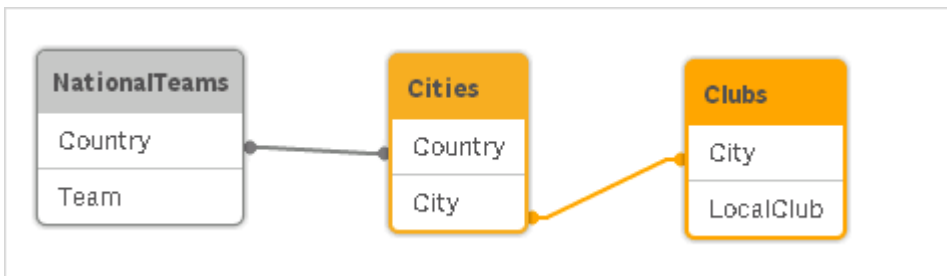 NationalTeams
Country
Team
Cities
Country
City
Clubs
City
LocalClub